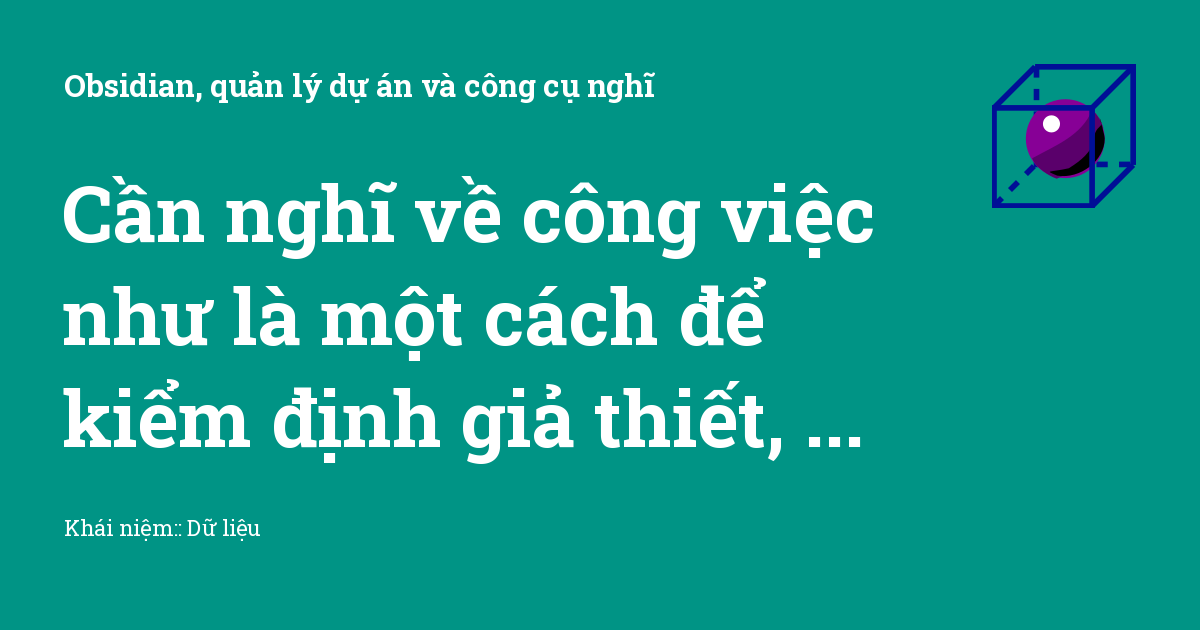 Obsidian, quản lý dự án và công cụ nghĩ
Cần nghĩ về công việc
như là một cách để
kiểm định giả thiết, ...
Khái niệm:: Dữ liệu